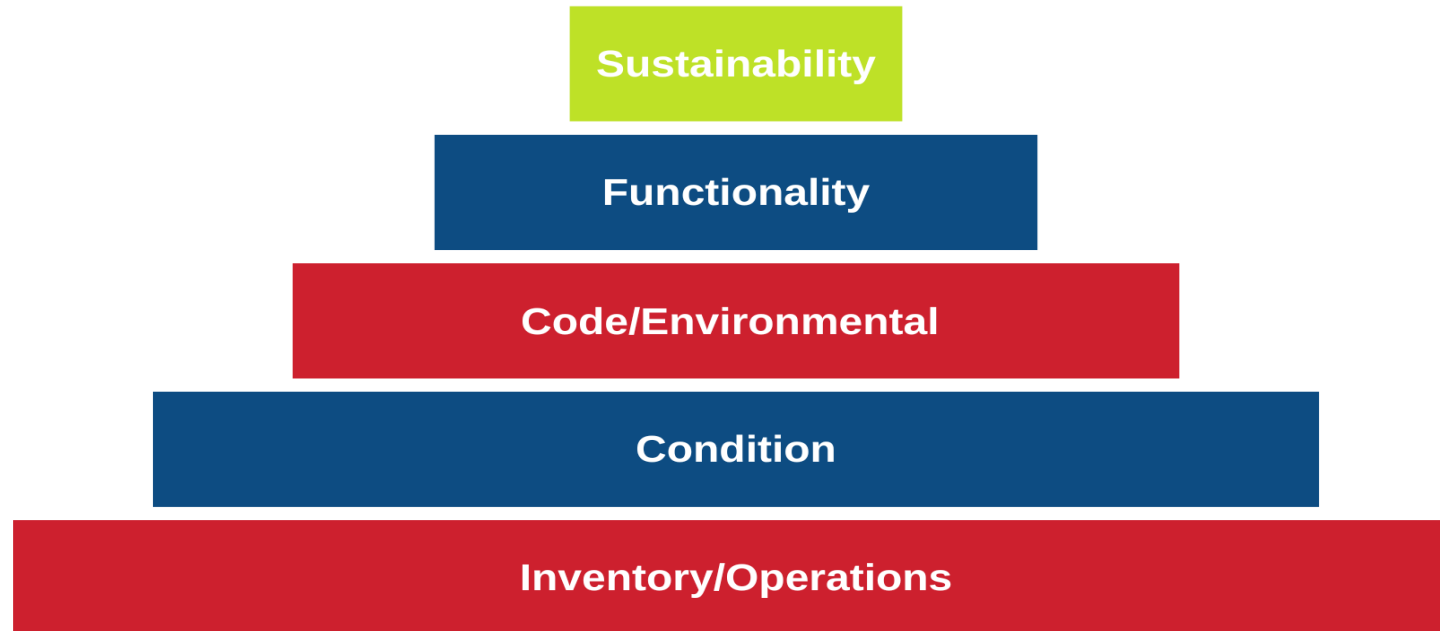 Sustainability
Functionality
Code/Environmental
Condition
Inventory/Operations